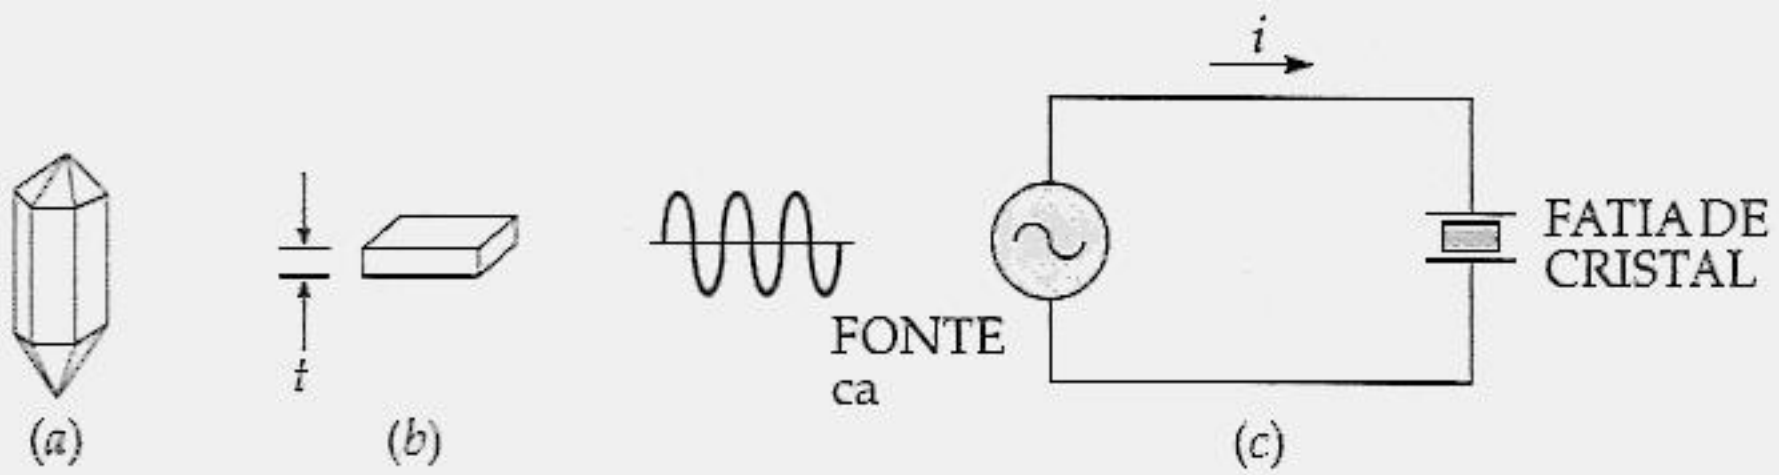 i
FATIA DE
CRISTAL
FONTE
ca
t
(a)
(b)
(c)